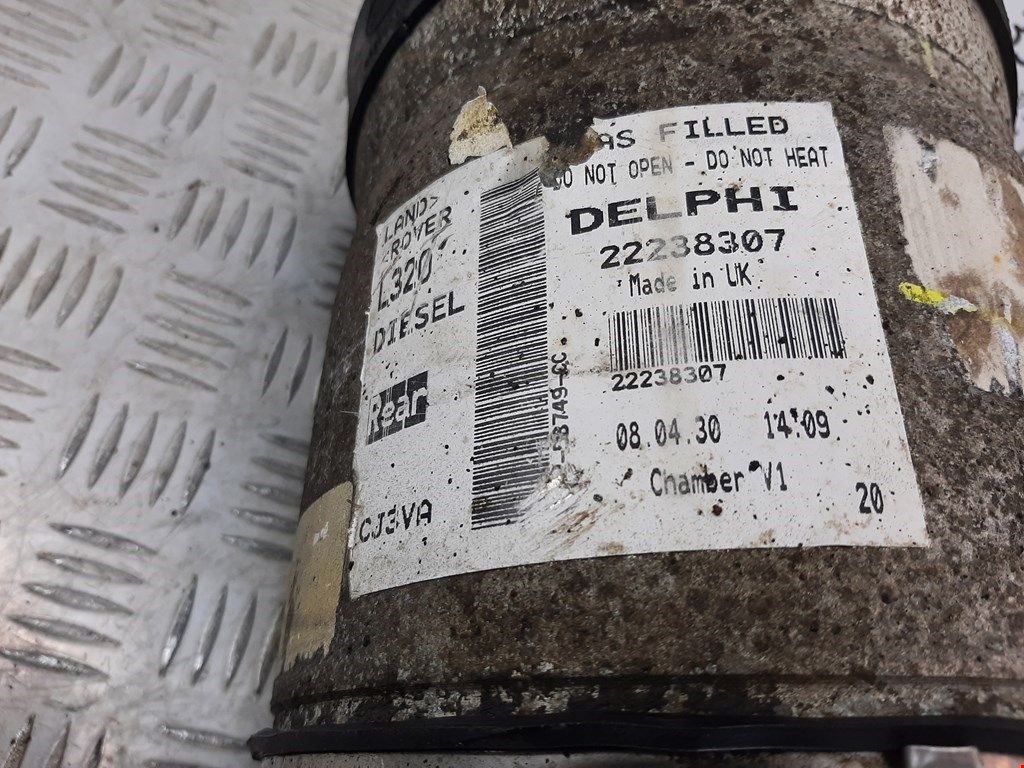 LAND>
ROVER
L320
DIESEL
Rear
CJ3VA
AS FILLED
DO NOT OPEN - DO NOT HEAT
DELPHI
22238307
Made in UK
22238307
08.04.30 14:09
Chamber V1
20